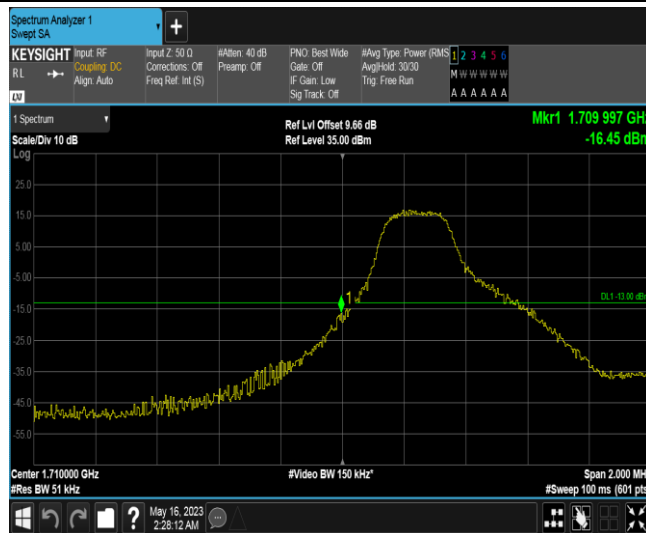 Spectrum Analyzer 1
Swept SA
+
KEYSIGHT
RL
Input: RF
Coupling: DC
Align: Auto
Input Z: 50 Ω
Corrections: Off
Freq Ref: Int (S)
#Atten: 40 dB
Preamp: Off
PNO: Best Wide
Gate: Off
IF Gain: Low
Sig Track: Off
#Avg Type: Power (RMS
Avg|Hold: 30/30
Trig: Free Run
1 2 3 4 5 6
M W W W W W
A A A A A A
1 Spectrum
Scale/Div 10 dB
Log
Ref Lvl Offset 9.66 dB
Ref Level 35.00 dBm
Mkr1 1.709 997 GHz
-16.45 dBm
25.0
15.0
5.00
-5.00
-15.0
-25.0
-35.0
-45.0
-55.0
1
DL1 -13.00 dBm
Center 1.710000 GHz
#Res BW 51 kHz
#Video BW 150 kHz*
Span 2.000 MH
#Sweep 100 ms (601 pts
?
May 16, 2023
2:28:12 AM